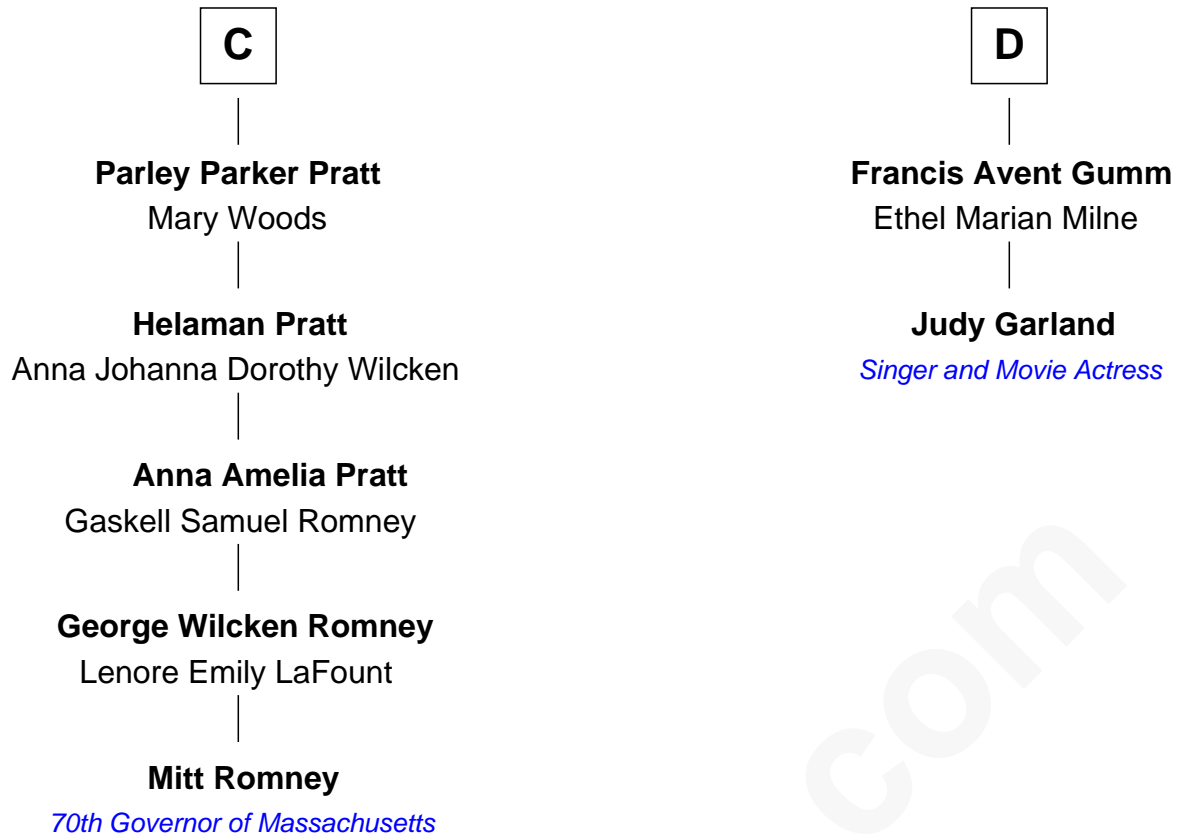 C
Parley Parker Pratt
Mary Woods
Helaman Pratt
Anna Johanna Dorothy Wilcken
Anna Amelia Pratt
Gaskell Samuel Romney
George Wilcken Romney
Lenore Emily LaFount
Mitt Romney
70th Governor of Massachusetts
D
Francis Avent Gumm
Ethel Marian Milne
Judy Garland
Singer and Movie Actress
com